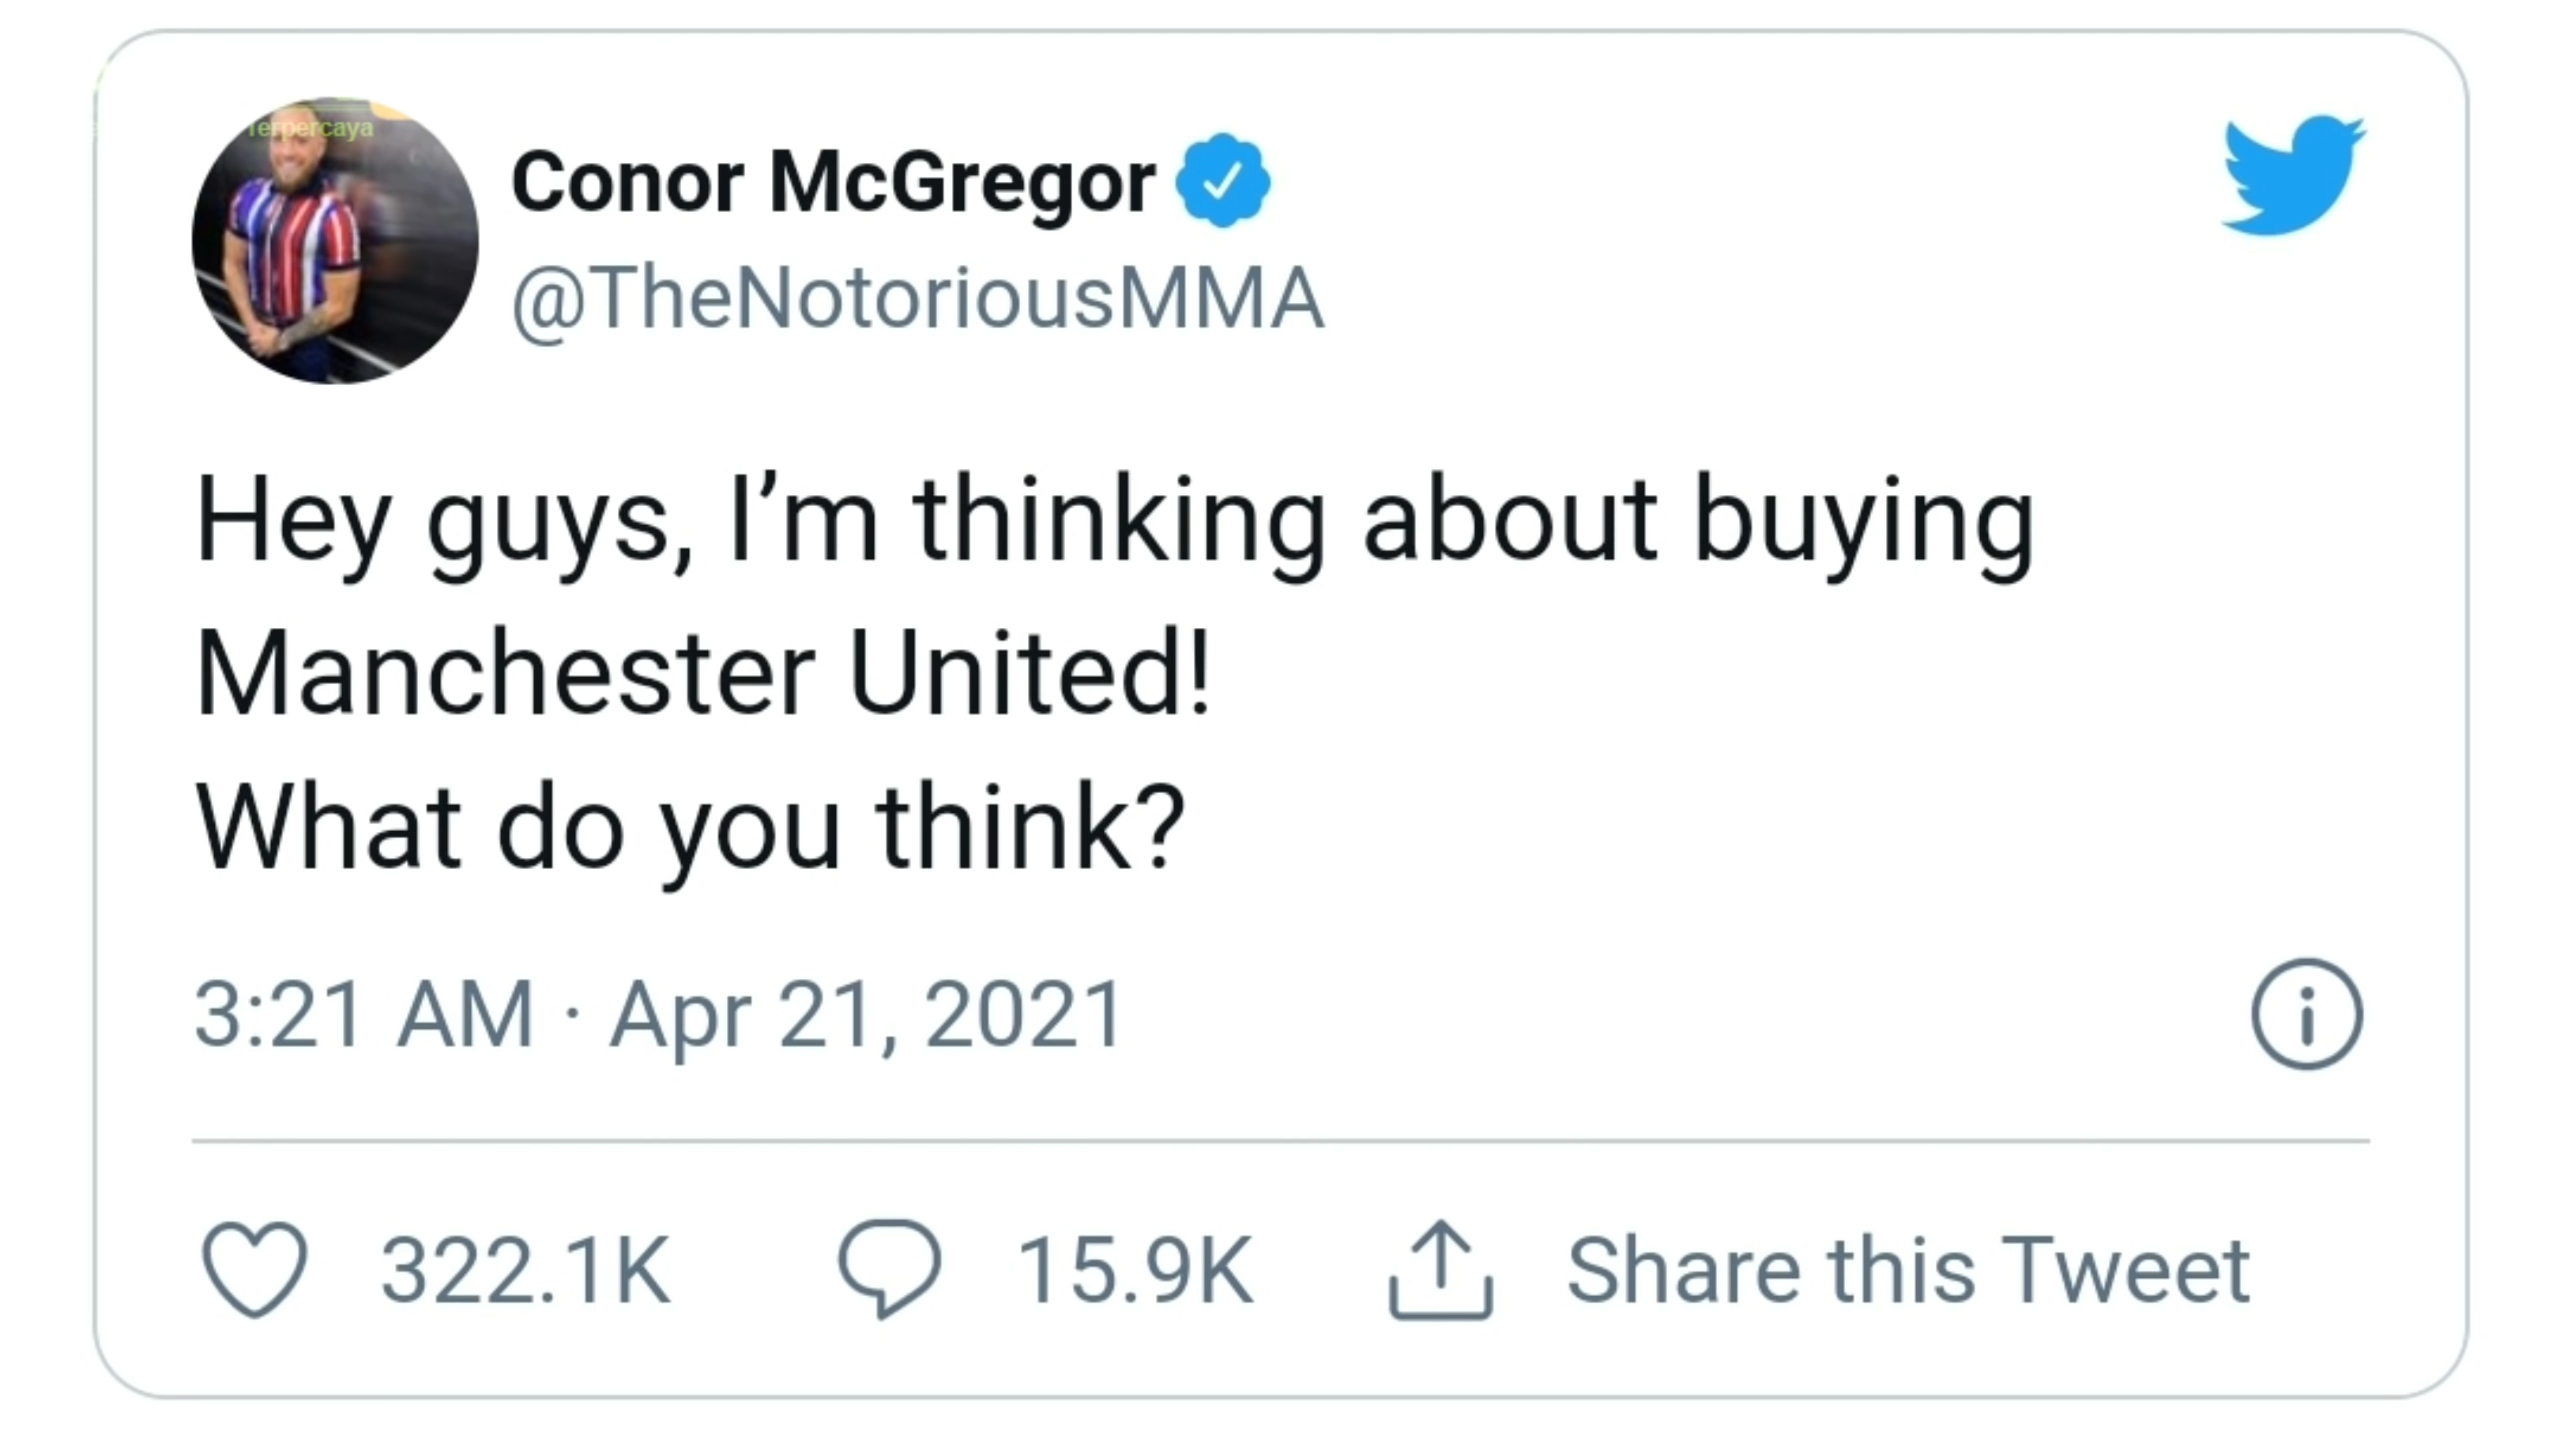 Terpercaya
Conor McGregor
@TheNotoriousMMA
Hey guys, I’m thinking about buying
Manchester United!
What do you think?
3:21 AM · Apr 21, 2021
322.1K 15.9K Share this Tweet